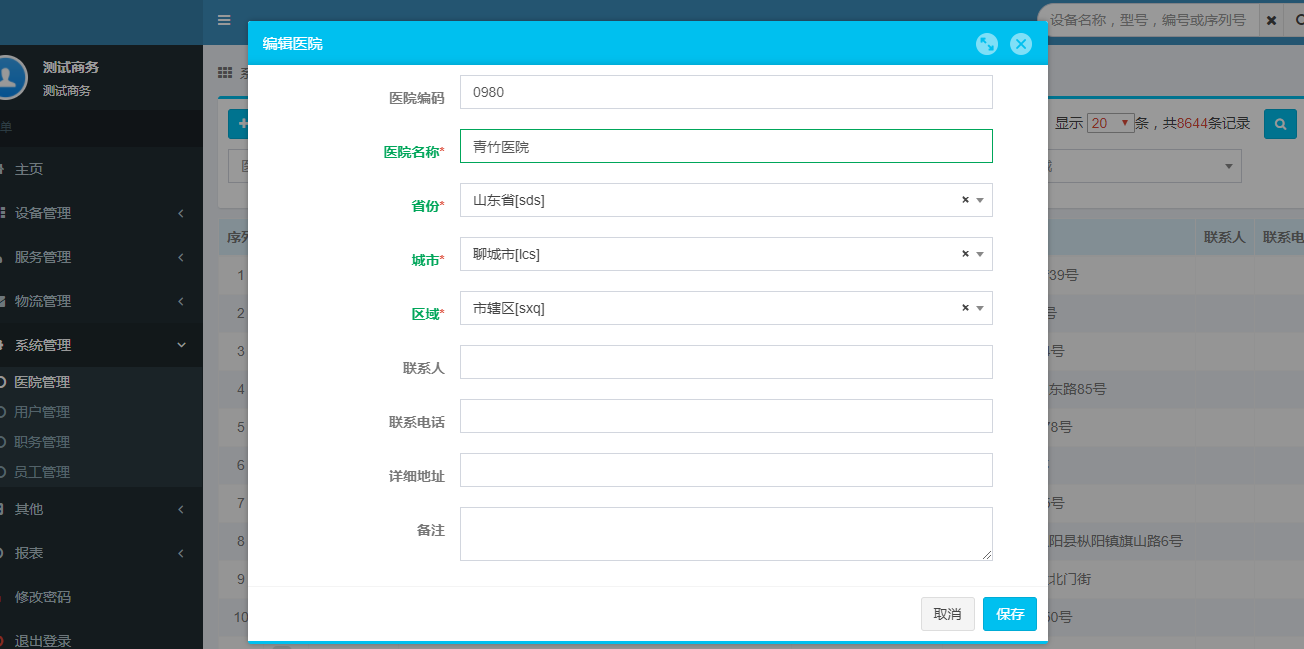 设备名称，型号，编号或序列号
编辑医院
测试商务
测试商务
单
主页
设备管理
服务管理
物流管理
系统管理
医院管理
用户管理
职务管理
员工管理
其他
报表
修改密码
退出登录
医院编码
0980
医院名称*
青竹医院
省份*
山东省[sds]
×
城市*
聊城市[lcs]
×
区域*
市辖区[sxq]
×
联系人
联系电话
详细地址
备注
取消
保存
显示 20 条，共8644条记录
序列
联系人
联系电
1
39号
2
号
3
号
4
东路85号
5
78号
6
7
号
8
阳县枞阳镇旗山路6号
9
北门街
10
60号